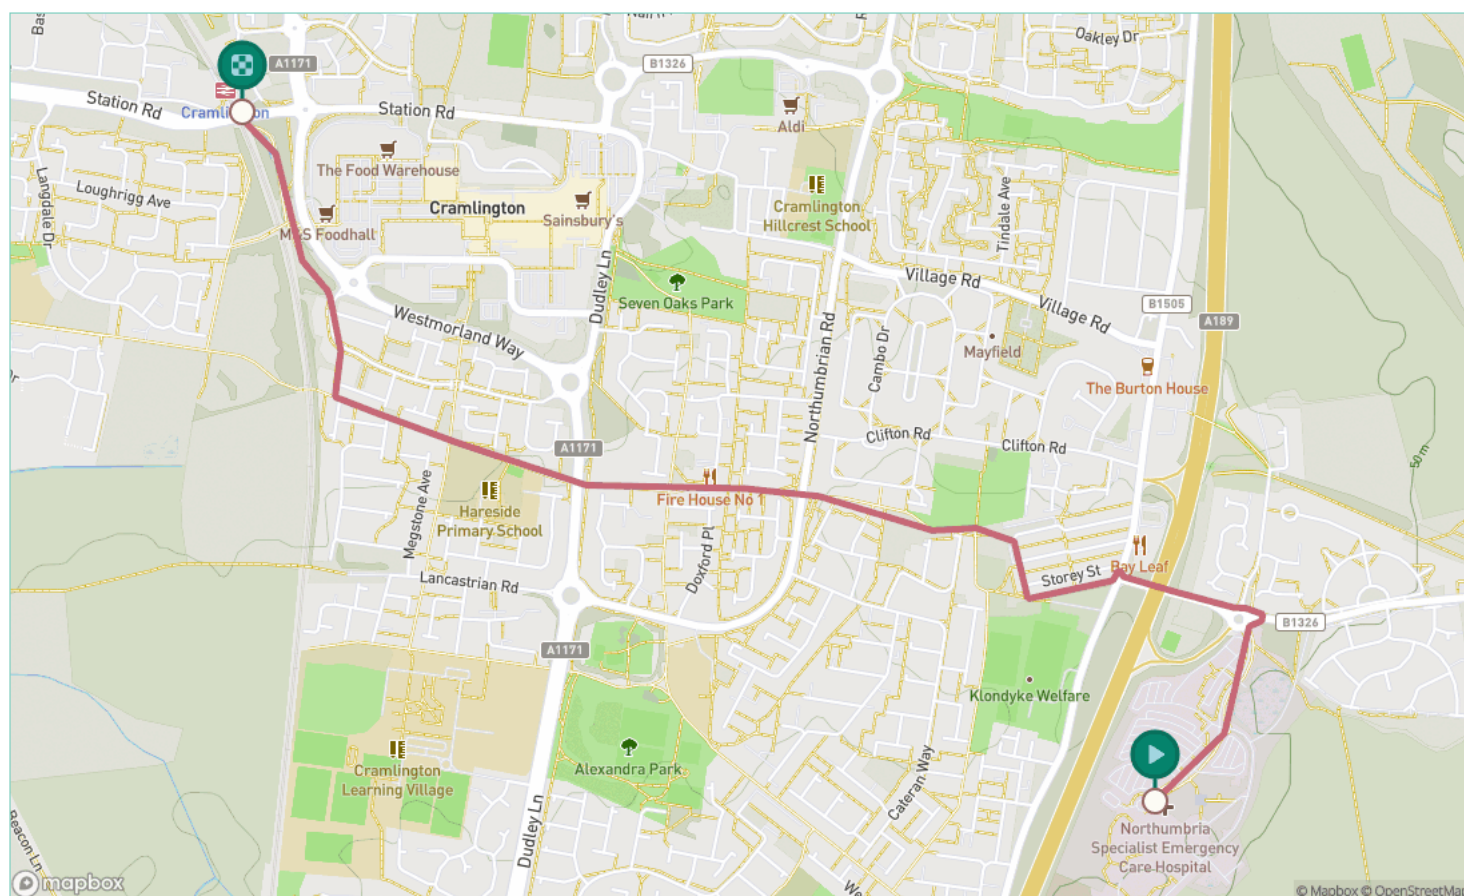 Oakley Dr
A1171
B1326
Station Rd
Cramlington
Station Rd
Aldi
The Food Warehouse
Loughrigg Ave
Langdale Dr
Cramlington
Sainsbury's
M&S Foodhall
Cramlington
Hillcrest School
Tindale Ave
Dudley Ln
Village Rd
Seven Oaks Park
Village Rd
B1505
A189
Westmorland Way
Northumbrian Rd
Cambo Dr
Mayfield
The Burton House
Clifton Rd
Clifton Rd
A1171
50 m
Fire House No 1
Megstone Ave
Hareside
Primary School
Doxford Pl
Bay Leaf
Storey St
Lancastrian Rd
B1326
A1171
Klondyke Welfare
Cramlington
Learning Village
Alexandra Park
Cateran Way
Dudley Ln
Northumbria
Specialist Emergency
Care Hospital
Beacon Ln
mapbox
© Mapbox © OpenStreetMap